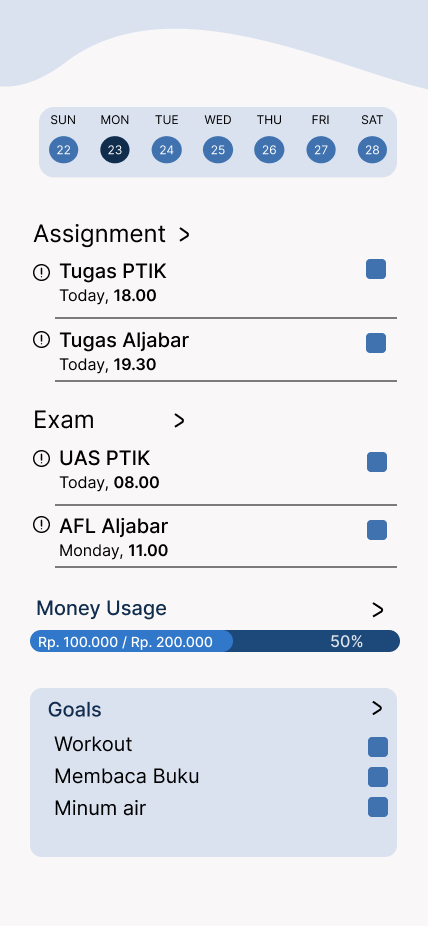 SUN MON TUE WED THU FRI SAT
22 23 24 25 26 27 28
Assignment >
Tugas PTIK
Today, 18.00
Tugas Aljabar
Today, 19.30
Exam >
UAS PTIK
Today, 08.00
AFL Aljabar
Monday, 11.00
Money Usage >
Rp. 100.000 / Rp. 200.000 50%
Goals >
Workout
Membaca Buku
Minum air